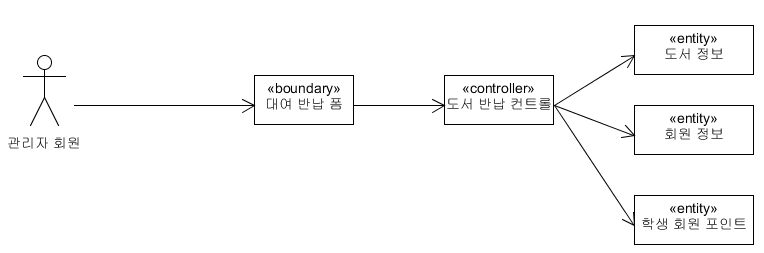 관리자 회원
«boundary»
대여 반납 폼
«controller»
도서 반납 컨트롤
«entity»
도서 정보
«entity»
회원 정보
«entity»
학생 회원 포인트